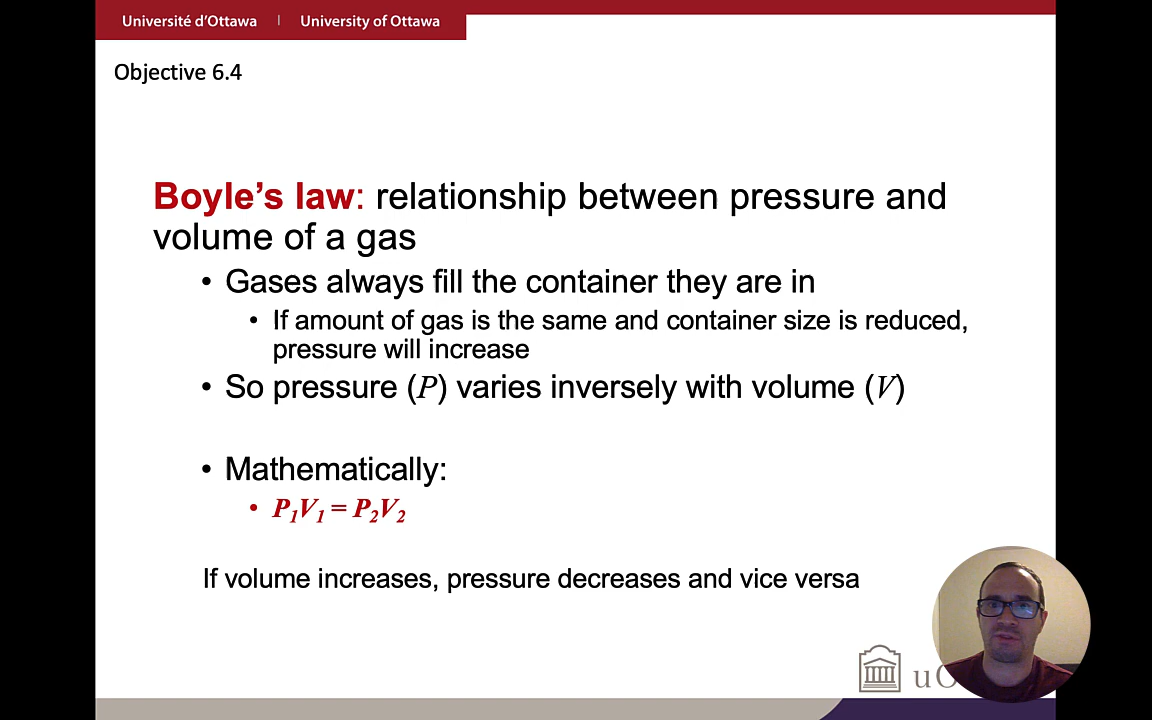 Université d'Ottawa | University of Ottawa
Objective 6.4
Boyle's law: relationship between pressure and
volume of a gas
• Gases always fill the container they are in
• If amount of gas is the same and container size is reduced,
pressure will increase
• So pressure (P) varies inversely with volume (V)
• Mathematically:
• P₁V₁ = P₂V₂
If volume increases, pressure decreases and vice versa